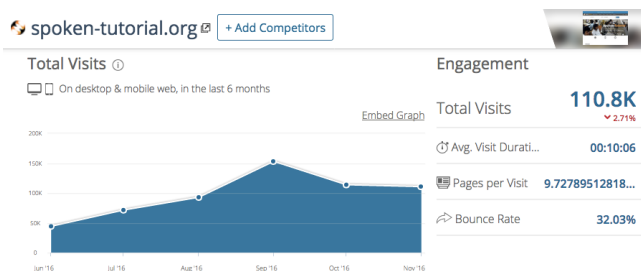 spoken-tutorial.org
+ Add Competitors
Total Visits
On desktop & mobile web, in the last 6 months
Embed Graph
200K
150K
100K
50K
0
Jun '16 Jul '16 Aug '16 Sep '16 Oct '16 Nov '16
Engagement
Total Visits 110.8K
2.71%
Avg. Visit Durati... 00:10:06
Pages per Visit 9.72789512818...
Bounce Rate 32.03%